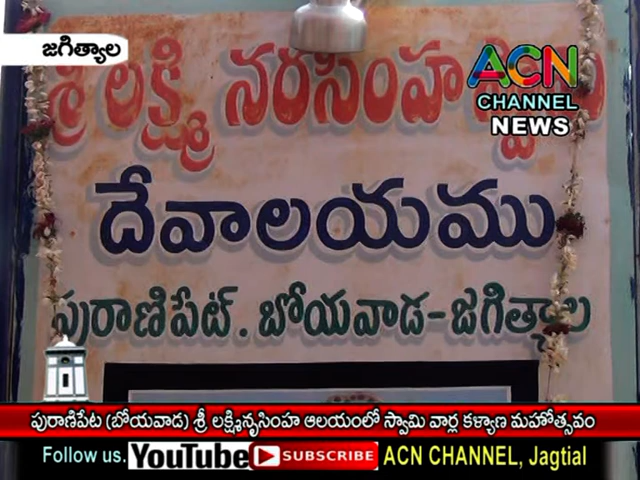 జగిత్యాల
శ్రీ లక్ష్మి నరసింహ స్వామి
ACN
CHANNEL
NEWS
దేవాలయము
పురాణిపేట్. బోయవాడ-జగిత్యాల
పురాణిపేట (బోయవాడ) శ్రీ లక్ష్మినృసింహ ఆలయంలో స్వామి వార్ల కళ్యాణ మహోత్సవం
Follow us. YouTube SUBSCRIBE ACN CHANNEL, Jagtial